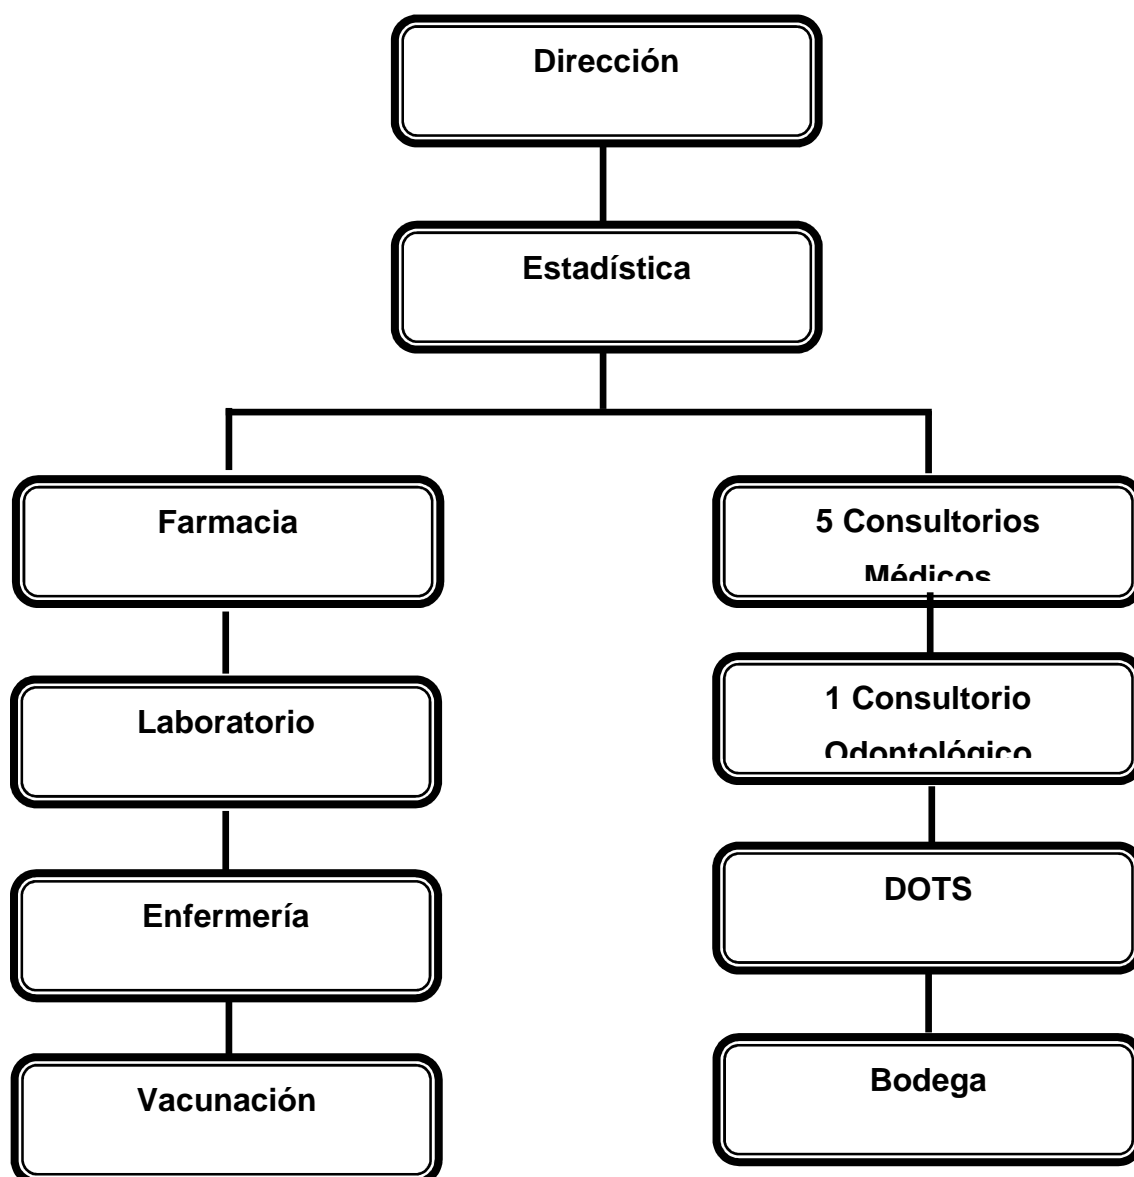 Dirección
Estadística
Farmacia
Laboratorio
Enfermería
Vacunación
5 Consultorios
Médicos
1 Consultorio
Odontológico
DOTS
Bodega